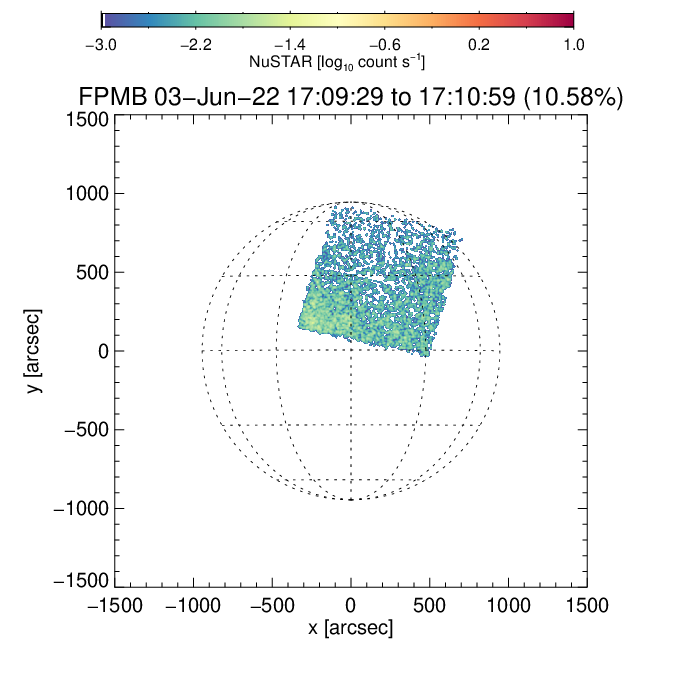 −3.0 −2.2 −1.4 −0.6 0.2 1.0
NuSTAR [log₁₀ count s⁻¹]
FPMB 03−Jun−22 17:09:29 to 17:10:59 (10.58%)
1500
1000
500
0
−500
−1000
−1500
y [arcsec]
−1500 −1000 −500 0 500 1000 1500
x [arcsec]